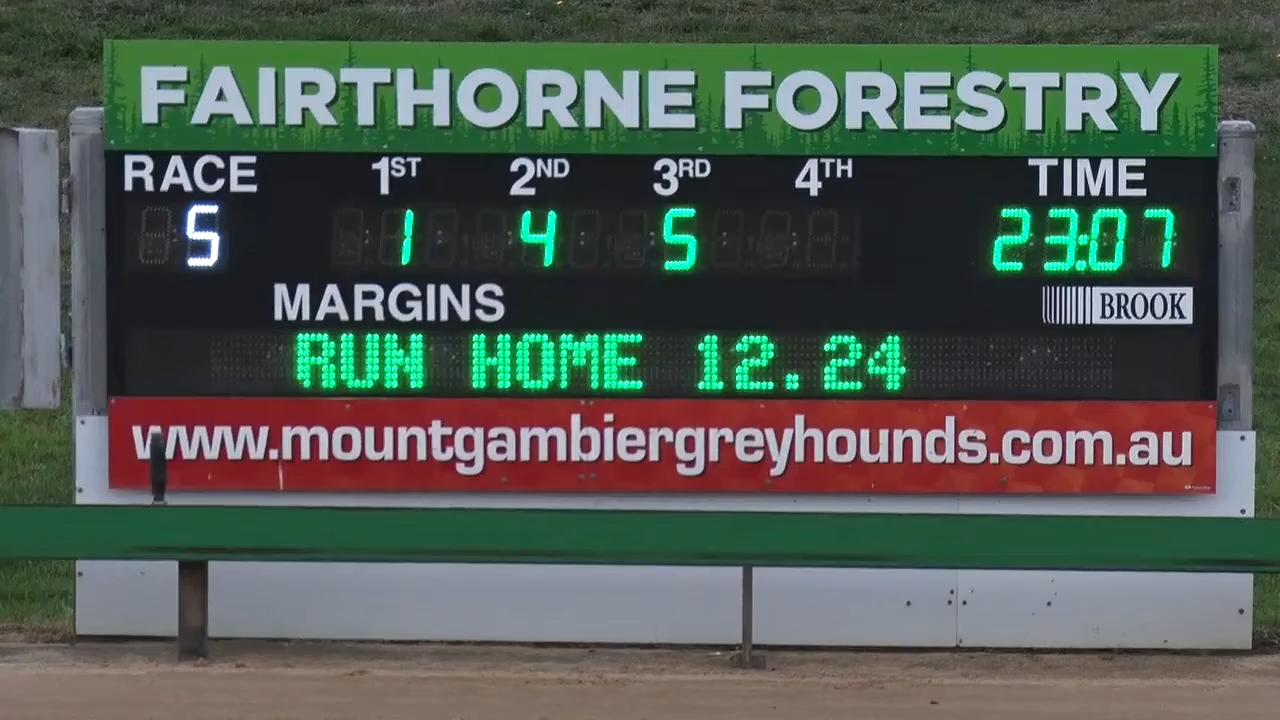 FAIRTHORNE FORESTRY
RACE 1ST 2ND 3RD 4TH TIME
5 1 4 5 23:07
MARGINS
BROOK
RUN HOME 12.24
www.mountgambiergreyhounds.com.au